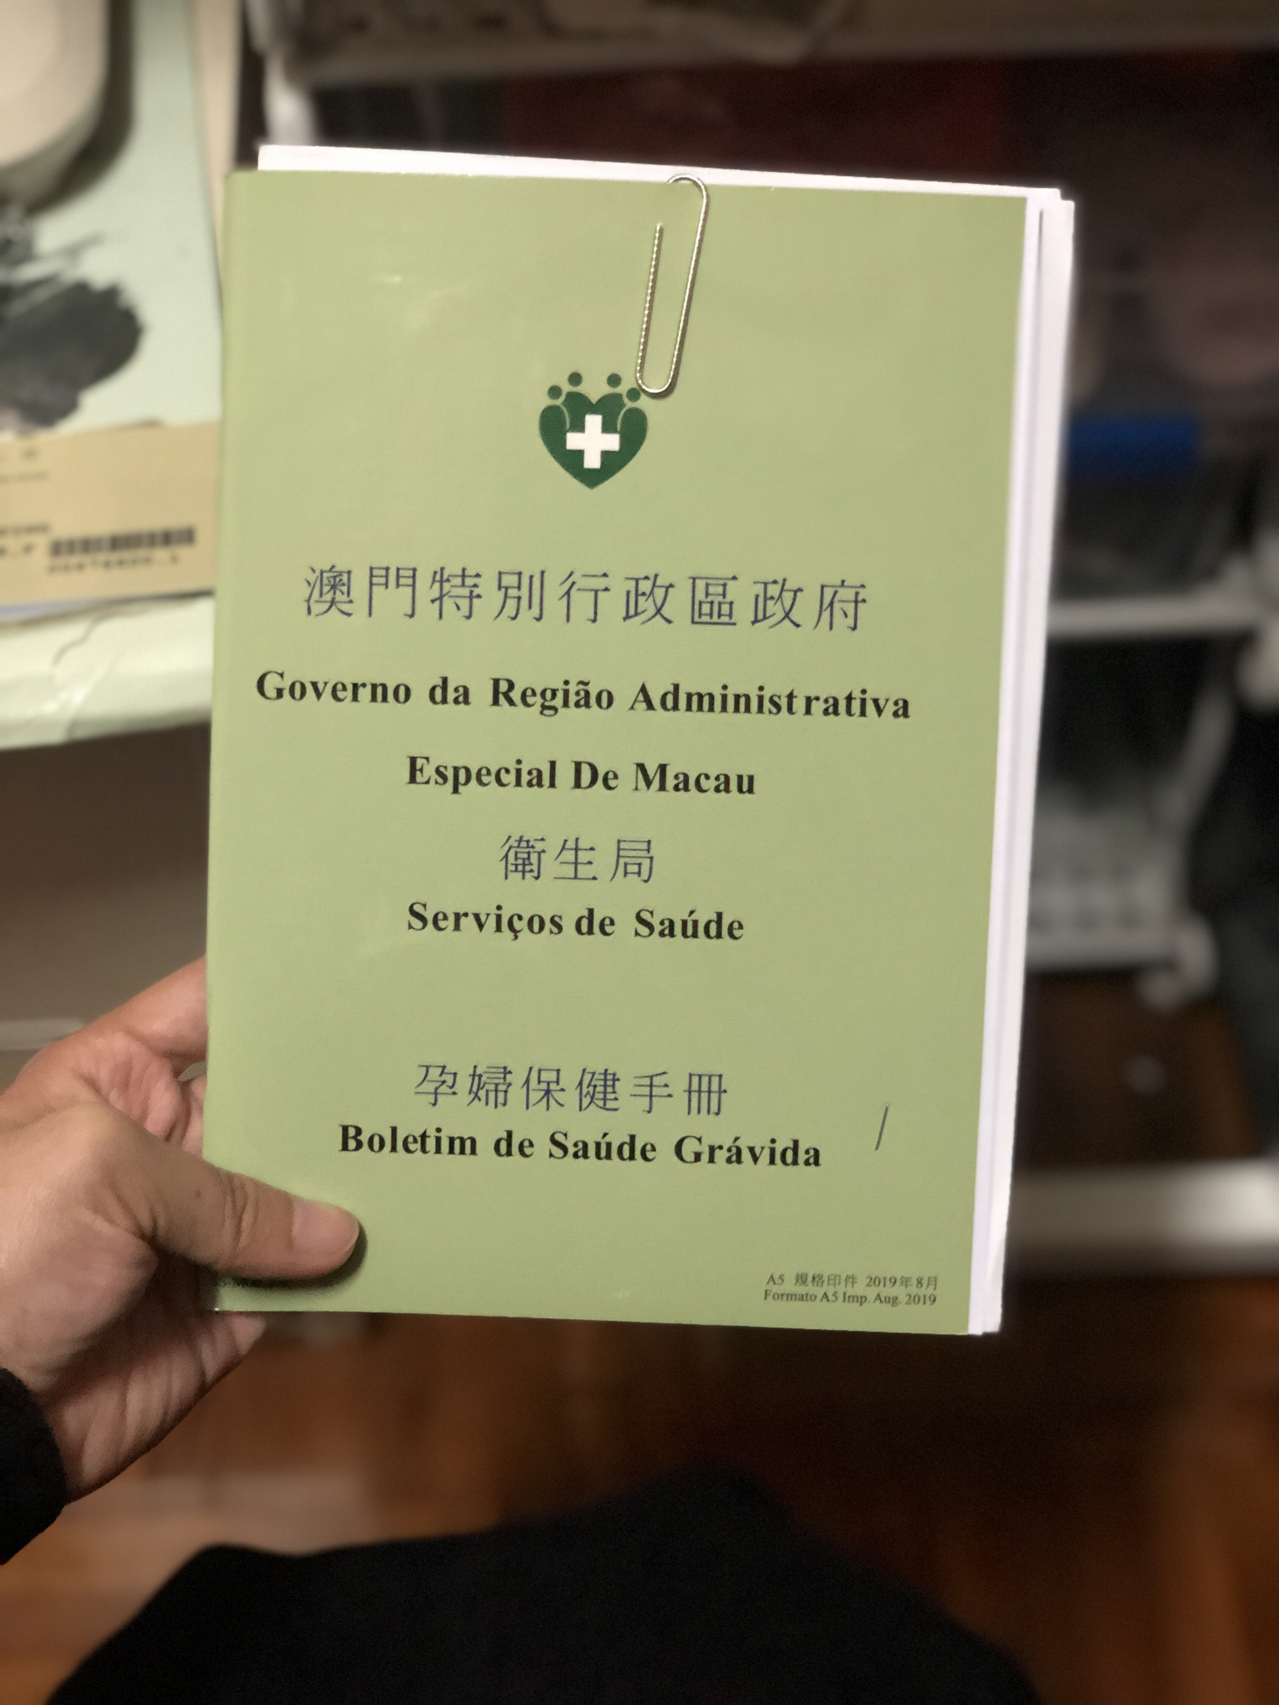 澳門特別行政區政府
Governo da Região Administrativa
Especial De Macau
衛生局
Serviços de Saúde
孕婦保健手冊
Boletim de Saúde Grávida
A5 規格印件 2019年8月
Formato A5 Imp. Aug. 2019